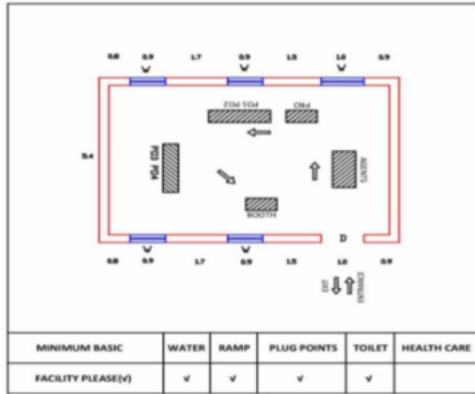 0.8 0.9 1.7 0.9 1.5 1.0 0.9
V V V
PO1 PO2 PRO
5.4 PO3 PO4 AGENTS
BOOTH
D
V V
0.8 0.9 1.7 0.9 1.5 1.0 0.9
EXIT ENTRANCE
MINIMUM BASIC WATER RAMP PLUG POINTS TOILET HEALTH CARE
FACILITY PLEASE(√) √ √ √ √